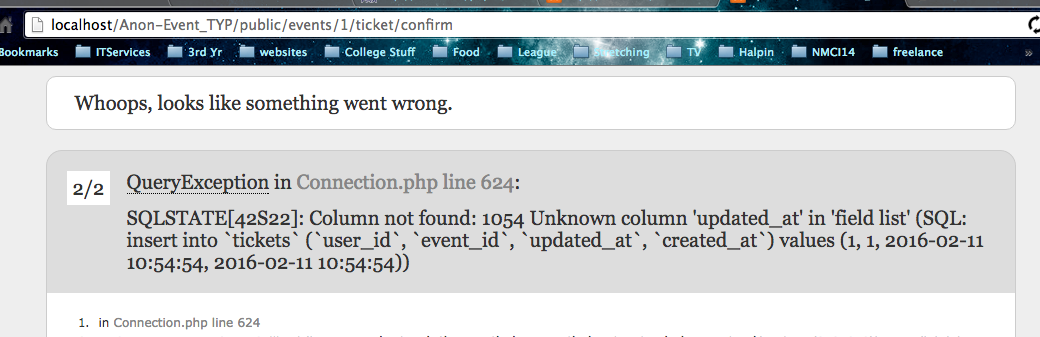 localhost/Anon-Event_TYP/public/events/1/ticket/confirm
Bookmarks ITServices 3rd Yr websites College Stuff Food League Stretching TV Halpin NMCI14 freelance »
Whoops, looks like something went wrong.
2/2
QueryException in Connection.php line 624:
SQLSTATE[42S22]: Column not found: 1054 Unknown column 'updated_at' in 'field list' (SQL:
insert into `tickets` (`user_id`, `event_id`, `updated_at`, `created_at`) values (1, 1, 2016-02-11
10:54:54, 2016-02-11 10:54:54))
1. in Connection.php line 624